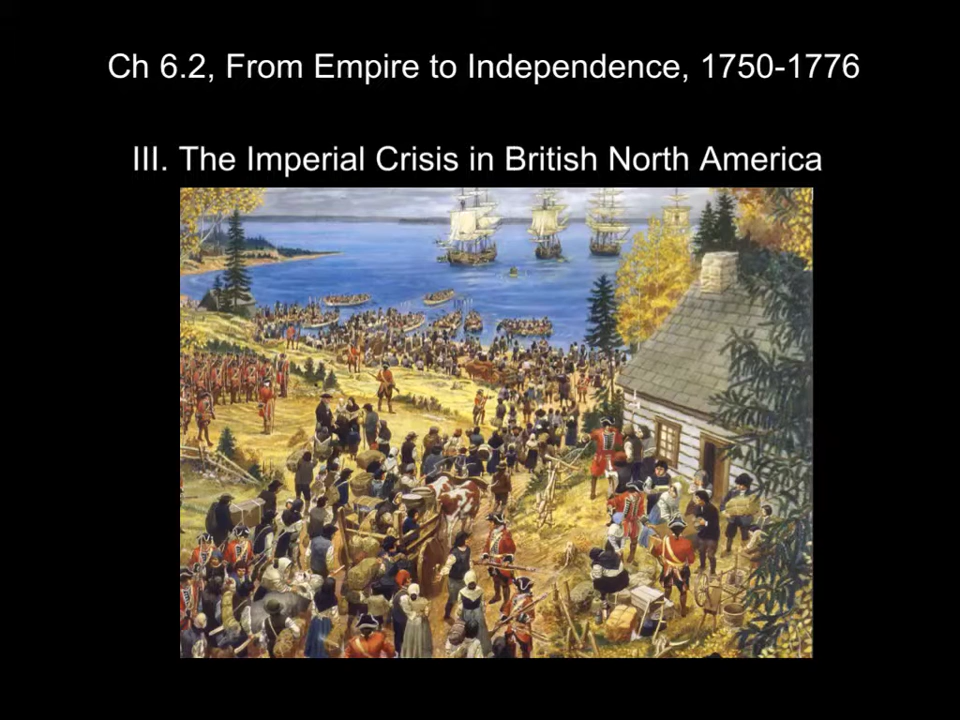 Ch 6.2, From Empire to Independence, 1750-1776
III. The Imperial Crisis in British North America